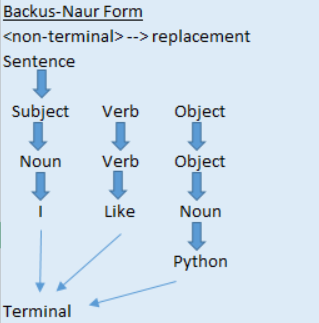 Backus-Naur Form
<non-terminal> --> replacement
Sentence
Subject Verb Object
Noun Verb Object
I Like Noun
Python
Terminal